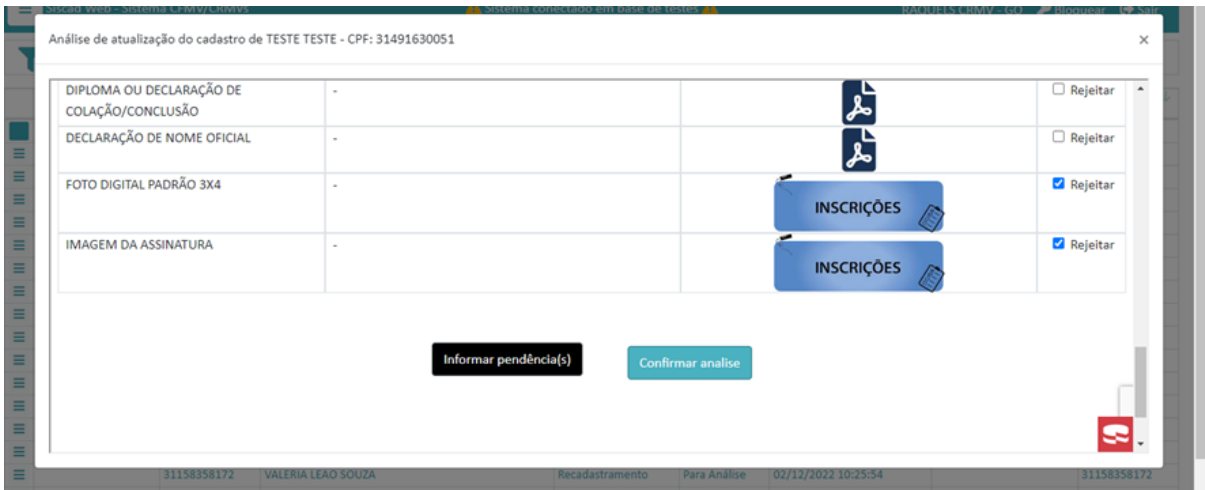 Siscad Web - Sistema CFMV/CRMVs Sistema conectado em base de testes RAQUELS CRMV - GO Bloquear Sair
Análise de atualização do cadastro de TESTE TESTE - CPF: 31491630051 ×
DIPLOMA OU DECLARAÇÃO DE - Rejeitar
COLAÇÃO/CONCLUSÃO
DECLARAÇÃO DE NOME OFICIAL - Rejeitar
FOTO DIGITAL PADRÃO 3X4 - Rejeitar
INSCRIÇÕES
IMAGEM DA ASSINATURA - Rejeitar
INSCRIÇÕES
Informar pendência(s) Confirmar analise
31158358172 VALERIA LEAO SOUZA Recadastramento Para Análise 02/12/2022 10:25:54 31158358172